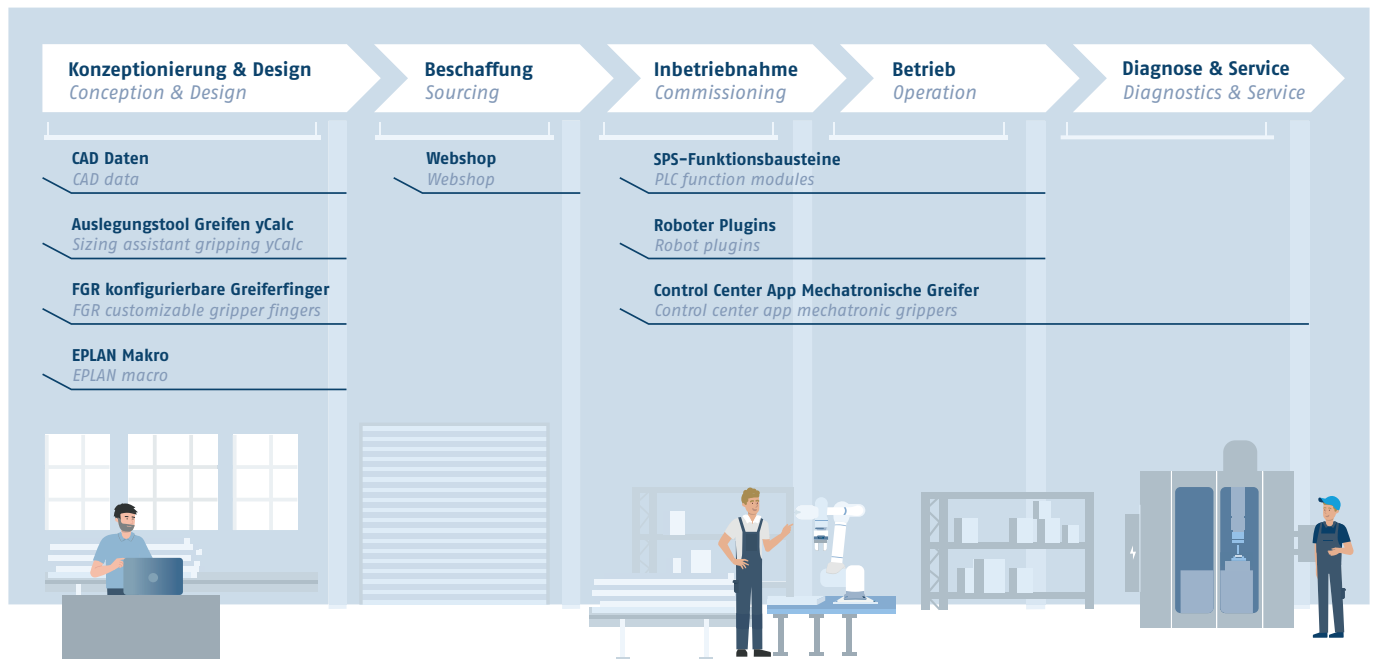 Konzeptionierung & Design
Conception & Design
Beschaffung
Sourcing
Inbetriebnahme
Commissioning
Betrieb
Operation
Diagnose & Service
Diagnostics & Service
CAD Daten
CAD data
Auslegungstool Greifen yCalc
Sizing assistant gripping yCalc
FGR konfigurierbare Greiferfinger
FGR customizable gripper fingers
EPLAN Makro
EPLAN macro
Webshop
Webshop
SPS-Funktionsbausteine
PLC function modules
Roboter Plugins
Robot plugins
Control Center App Mechatronische Greifer
Control center app mechatronic grippers